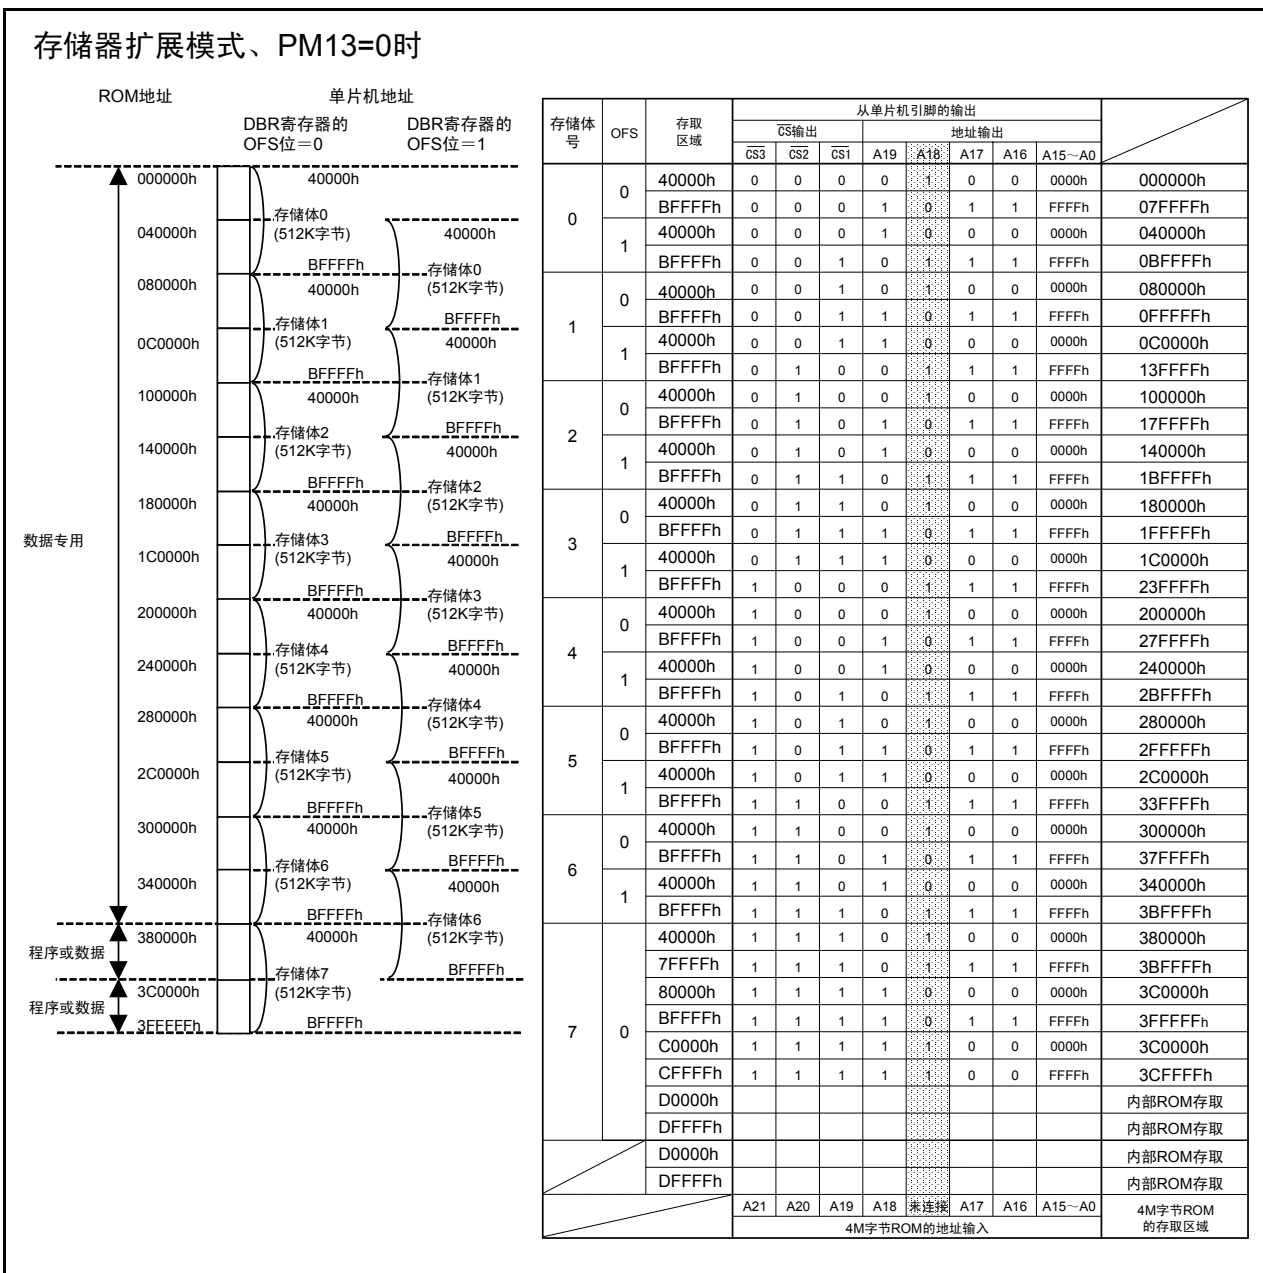 存储器扩展模式、PM13=0时
ROM地址 单片机地址
DBR寄存器的 DBR寄存器的
OFS位＝0 OFS位＝1
000000h 40000h
存储体0
040000h (512K字节) 40000h
BFFFFh 存储体0
080000h 40000h (512K字节)
存储体1 BFFFFh
0C0000h (512K字节) 40000h
BFFFFh 存储体1
100000h 40000h (512K字节)
存储体2 BFFFFh
140000h (512K字节) 40000h
BFFFFh 存储体2
180000h 40000h (512K字节)
数据专用
存储体3 BFFFFh
1C0000h (512K字节) 40000h
BFFFFh 存储体3
200000h 40000h (512K字节)
存储体4 BFFFFh
240000h (512K字节) 40000h
BFFFFh 存储体4
280000h 40000h (512K字节)
存储体5 BFFFFh
2C0000h (512K字节) 40000h
BFFFFh 存储体5
300000h 40000h (512K字节)
存储体6 BFFFFh
340000h (512K字节) 40000h
BFFFFh 存储体6
程序或数据 380000h 40000h (512K字节)
存储体7 BFFFFh
程序或数据 3C0000h (512K字节)
3FFFFFh BFFFFh
存储体号 OFS 存取区域 从单片机引脚的输出
CS输出 地址输出
CS3 CS2 CS1 A19 A18 A17 A16 A15～A0
0 0 40000h 0 0 0 0 1 0 0 0000h 000000h
BFFFFh 0 0 0 1 0 1 1 FFFFh 07FFFFh
1 40000h 0 0 0 1 0 0 0 0000h 040000h
BFFFFh 0 0 1 0 1 1 1 FFFFh 0BFFFFh
1 0 40000h 0 0 1 0 1 0 0 0000h 080000h
BFFFFh 0 0 1 1 0 1 1 FFFFh 0FFFFFh
1 40000h 0 0 1 1 0 0 0 0000h 0C0000h
BFFFFh 0 1 0 0 1 1 1 FFFFh 13FFFFh
2 0 40000h 0 1 0 0 1 0 0 0000h 100000h
BFFFFh 0 1 0 1 0 1 1 FFFFh 17FFFFh
1 40000h 0 1 0 1 0 0 0 0000h 140000h
BFFFFh 0 1 1 0 1 1 1 FFFFh 1BFFFFh
3 0 40000h 0 1 1 0 1 0 0 0000h 180000h
BFFFFh 0 1 1 1 0 1 1 FFFFh 1FFFFFh
1 40000h 0 1 1 1 0 0 0 0000h 1C0000h
BFFFFh 1 0 0 0 1 1 1 FFFFh 23FFFFh
4 0 40000h 1 0 0 0 1 0 0 0000h 200000h
BFFFFh 1 0 0 1 0 1 1 FFFFh 27FFFFh
1 40000h 1 0 0 1 0 0 0 0000h 240000h
BFFFFh 1 0 1 0 1 1 1 FFFFh 2BFFFFh
5 0 40000h 1 0 1 0 1 0 0 0000h 280000h
BFFFFh 1 0 1 1 0 1 1 FFFFh 2FFFFFh
1 40000h 1 0 1 1 0 0 0 0000h 2C0000h
BFFFFh 1 1 0 0 1 1 1 FFFFh 33FFFFh
6 0 40000h 1 1 0 0 1 0 0 0000h 300000h
BFFFFh 1 1 0 1 0 1 1 FFFFh 37FFFFh
1 40000h 1 1 0 1 0 0 0 0000h 340000h
BFFFFh 1 1 1 0 1 1 1 FFFFh 3BFFFFh
7 0 40000h 1 1 1 0 1 0 0 0000h 380000h
7FFFFh 1 1 1 0 1 1 1 FFFFh 3BFFFFh
80000h 1 1 1 1 0 0 0 0000h 3C0000h
BFFFFh 1 1 1 1 0 1 1 FFFFh 3FFFFFh
C0000h 1 1 1 1 1 0 0 0000h 3C0000h
CFFFFh 1 1 1 1 1 0 0 FFFFh 3CFFFFh
D0000h 内部ROM存取
DFFFFh 内部ROM存取
D0000h 内部ROM存取
DFFFFh 内部ROM存取
A21 A20 A19 A18 未连接 A17 A16 A15～A0 4M字节ROM
4M字节ROM的地址输入 的存取区域